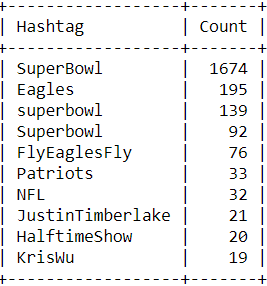 +------------------+-------+
| Hashtag          | Count |
+------------------+-------+
| SuperBowl        |  1674 |
| Eagles           |   195 |
| superbowl        |   139 |
| Superbowl        |    92 |
| FlyEaglesFly     |    76 |
| Patriots         |    33 |
| NFL              |    32 |
| JustinTimberlake |    21 |
| HalftimeShow     |    20 |
| KrisWu           |    19 |
+------------------+-------+